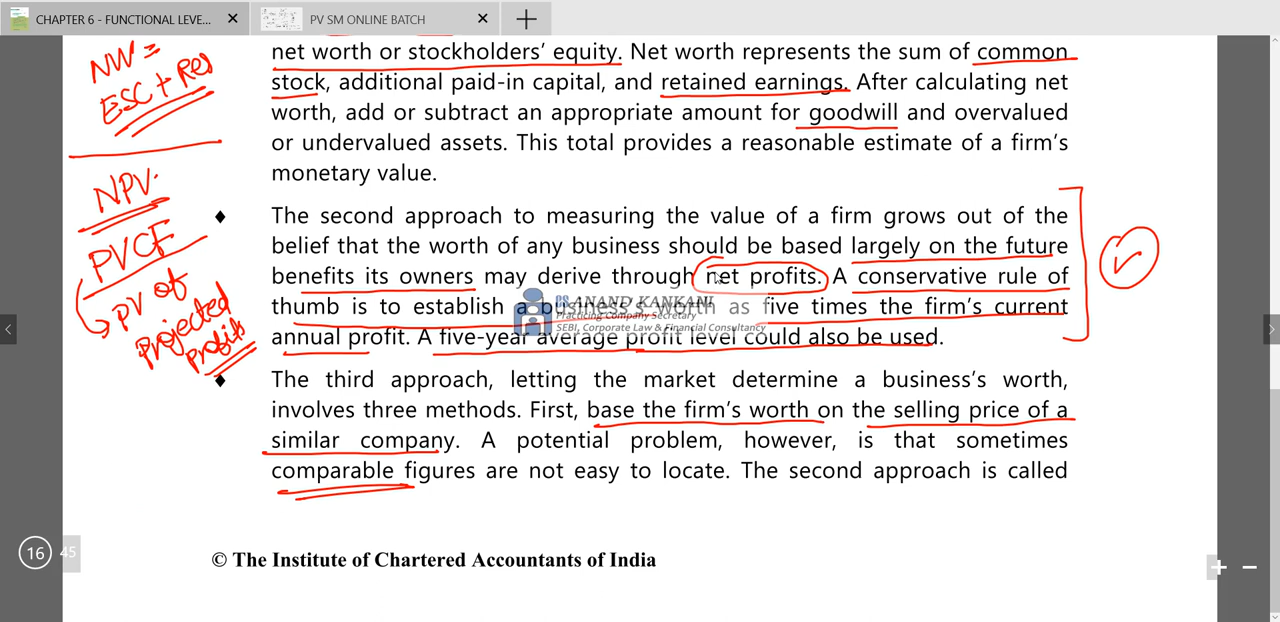 CHAPTER 6 - FUNCTIONAL LEVE...
PV SM ONLINE BATCH
net worth or stockholders' equity. Net worth represents the sum of common
stock, additional paid-in capital, and retained earnings. After calculating net
worth, add or subtract an appropriate amount for goodwill and overvalued
or undervalued assets. This total provides a reasonable estimate of a firm's
monetary value.
NW =
ESC + Res
♦ The second approach to measuring the value of a firm grows out of the
belief that the worth of any business should be based largely on the future
benefits its owners may derive through net profits. A conservative rule of
thumb is to establish a business's worth as five times the firm's current
annual profit. A five-year average profit level could also be used.
NPV.
PVCF
PV of
projected
profits
CS ANAND KANKANI
Practicing Company Secretary
SEBI, Corporate Law & Financial Consultancy
♦ The third approach, letting the market determine a business's worth,
involves three methods. First, base the firm's worth on the selling price of a
similar company. A potential problem, however, is that sometimes
comparable figures are not easy to locate. The second approach is called
16
45
© The Institute of Chartered Accountants of India